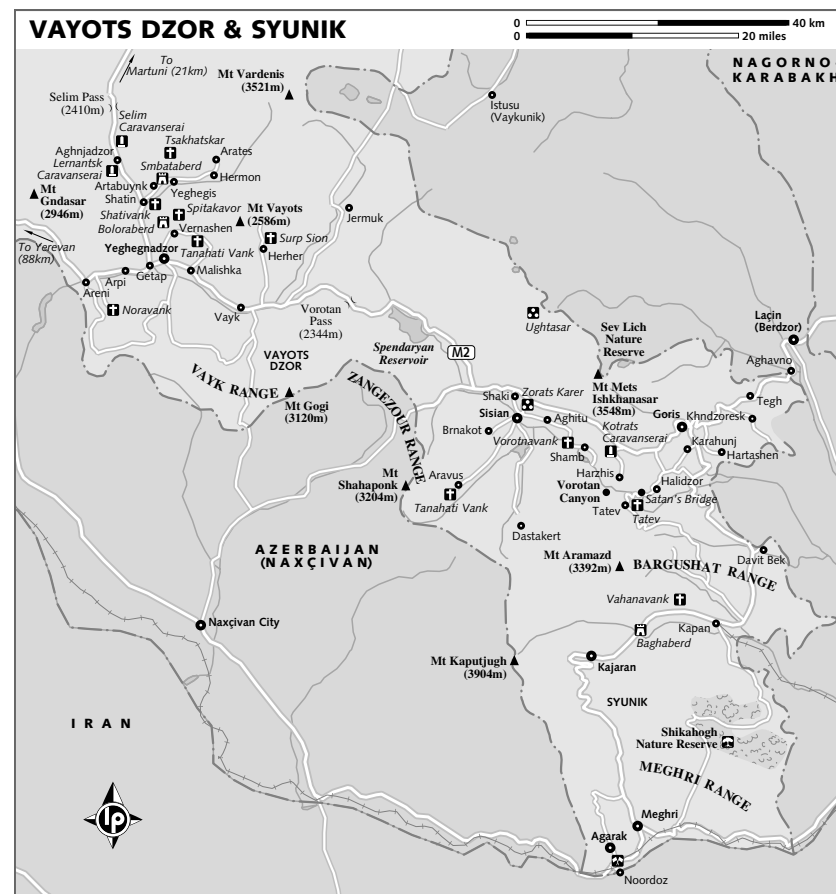 VAYOTS DZOR & SYUNIK
0 40 km
0 20 miles
To
Martuni (21km)
Mt Vardenis
(3521m)
NAGORNO-
KARABAKH
Selim Pass
(2410m)
Selim
Caravanserai
Istusu
(Vaykunik)
Tsakhatskar
Aghnjadzor
Arates
Lernantsk
Caravanserai
Smbataberd
Hermon
Artabuynk
Yeghegis
Mt
Gndasar
(2946m)
Shatin
Shativank
Spitakavor
Mt Vayots
(2586m)
Jermuk
Boloraberd
Vernashen
Surp Sion
To Yerevan
(88km)
Yeghegnadzor
Tanahati Vank
Herher
Getap
Malishka
Arpi
Areni
Noravank
Vayk
Vorotan
Pass
(2344m)
Ughtasar
Laçin
(Berdzor)
Sev Lich
Nature
Reserve
Spendaryan
Reservoir
M2
VAYOTS
DZOR
Aghavno
VAYK RANGE
ZANGEZOUR RANGE
Mt Gogi
(3120m)
Mt Mets
Ishkhanasar
(3548m)
Shaki
Zorats Karer
Tegh
Sisian
Aghitu
Goris
Khndzoresk
Brnakot
Kotrats
Caravanserai
Vorotnavank
Karahunj
Shamb
Hartashen
Mt
Shahaponk
(3204m)
Aravus
Harzhis
Halidzor
Vorotan
Canyon
Satan's Bridge
Tanahati Vank
Tatev
Tatev
Dastakert
AZERBAIJAN
(NAXÇIVAN)
Mt Aramazd
(3392m)
BARGUSHAT RANGE
Davit Bek
Vahanavank
Naxçivan City
Kapan
Baghaberd
Mt Kaputjugh
(3904m)
Kajaran
SYUNIK
IRAN
Shikahogh
Nature Reserve
MEGHRI RANGE
lp
Meghri
Agarak
Noordoz